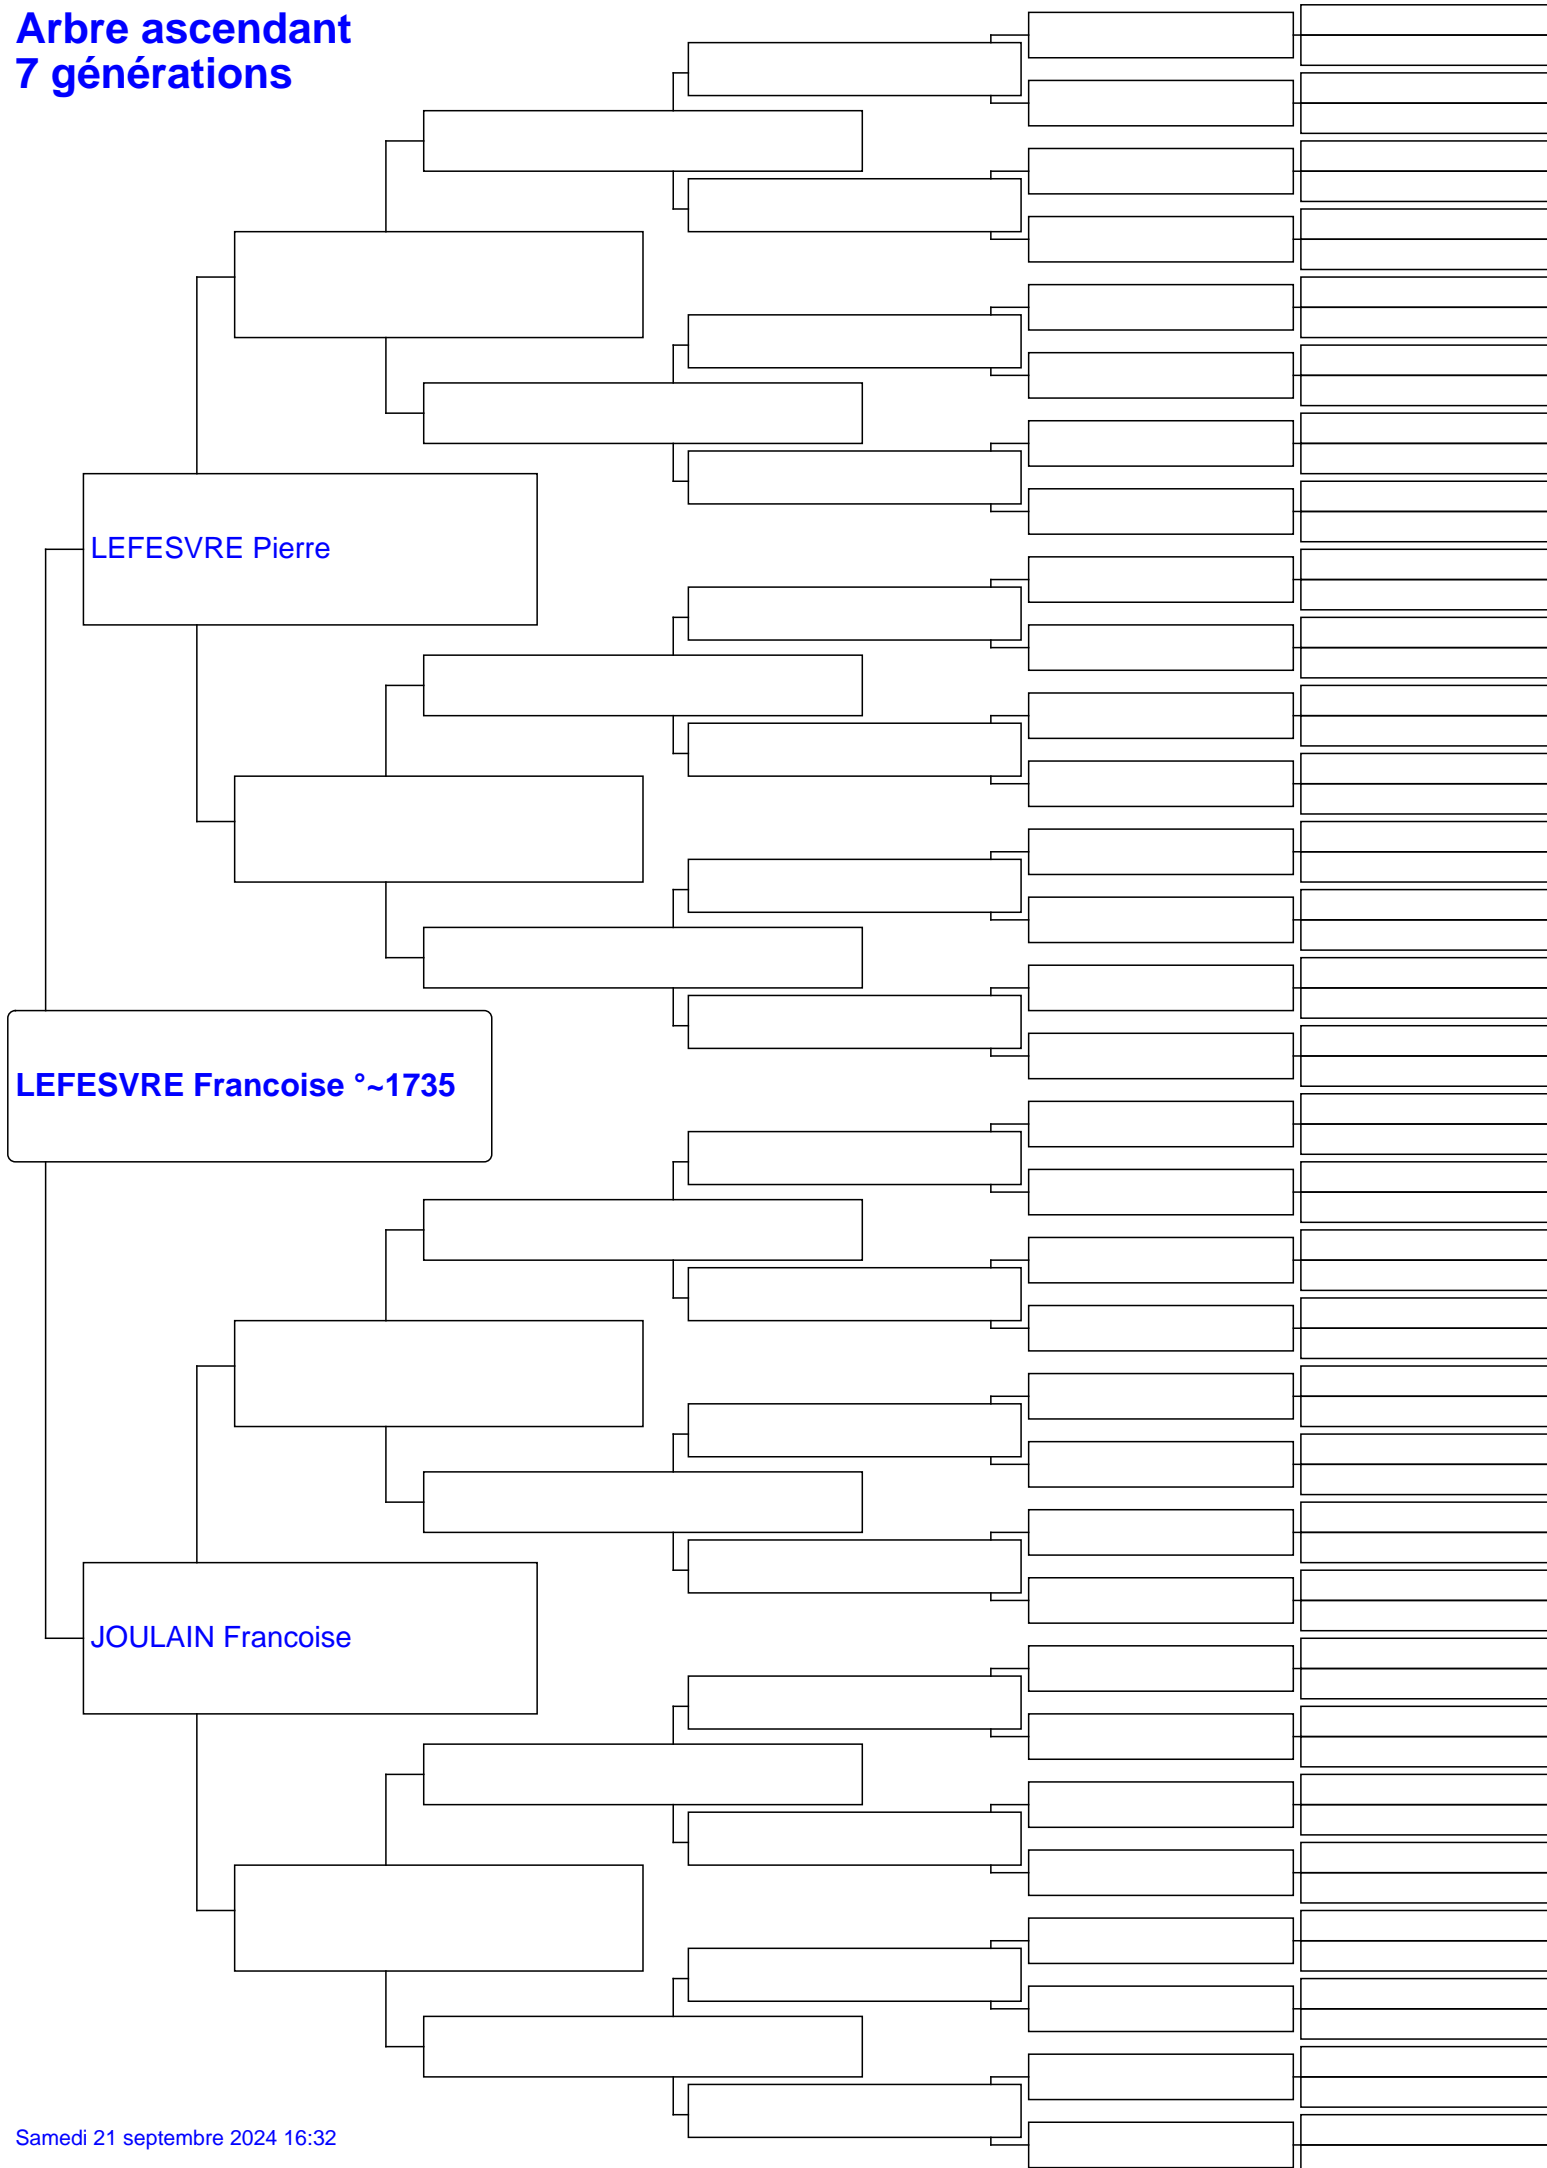 Arbre ascendant
7 générations
LEFESVRE Pierre
LEFESVRE Francoise °~1735
JOULAIN Francoise
Samedi 21 septembre 2024 16:32